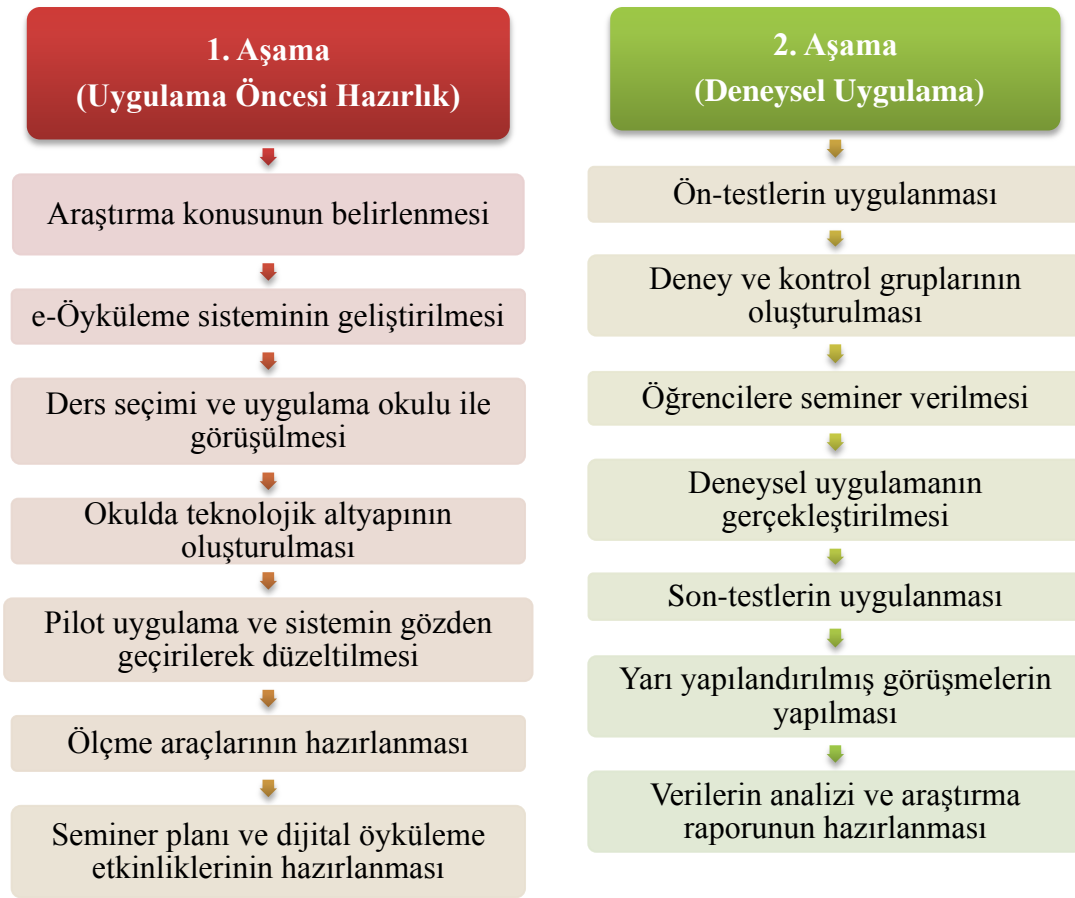 1. Aşama
(Uygulama Öncesi Hazırlık)
Araştırma konusunun belirlenmesi
e-Öyküleme sisteminin geliştirilmesi
Ders seçimi ve uygulama okulu ile
görüşülmesi
Okulda teknolojik altyapının
oluşturulması
Pilot uygulama ve sistemin gözden
geçirilerek düzeltilmesi
Ölçme araçlarının hazırlanması
Seminer planı ve dijital öyküleme
etkinliklerinin hazırlanması
2. Aşama
(Deneysel Uygulama)
Ön-testlerin uygulanması
Deney ve kontrol gruplarının
oluşturulması
Öğrencilere seminer verilmesi
Deneysel uygulamanın
gerçekleştirilmesi
Son-testlerin uygulanması
Yarı yapılandırılmış görüşmelerin
yapılması
Verilerin analizi ve araştırma
raporunun hazırlanması